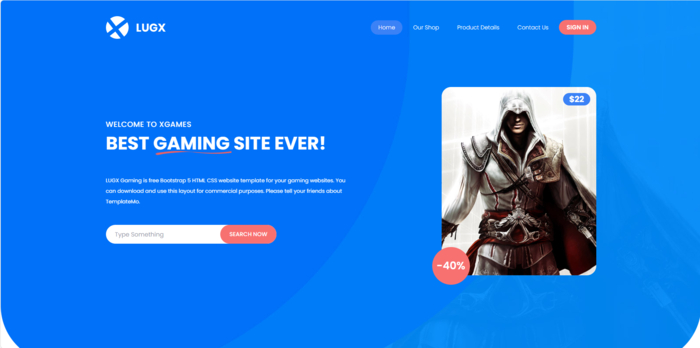 LUGX
Home
Our Shop
Product Details
Contact Us
SIGN IN
$22
WELCOME TO XGAMES
BEST GAMING SITE EVER!
LUGX Gaming is free Bootstrap 5 HTML CSS website template for your gaming websites. You
can download and use this layout for commercial purposes. Please tell your friends about
TemplateMo.
Type Something
SEARCH NOW
-40%